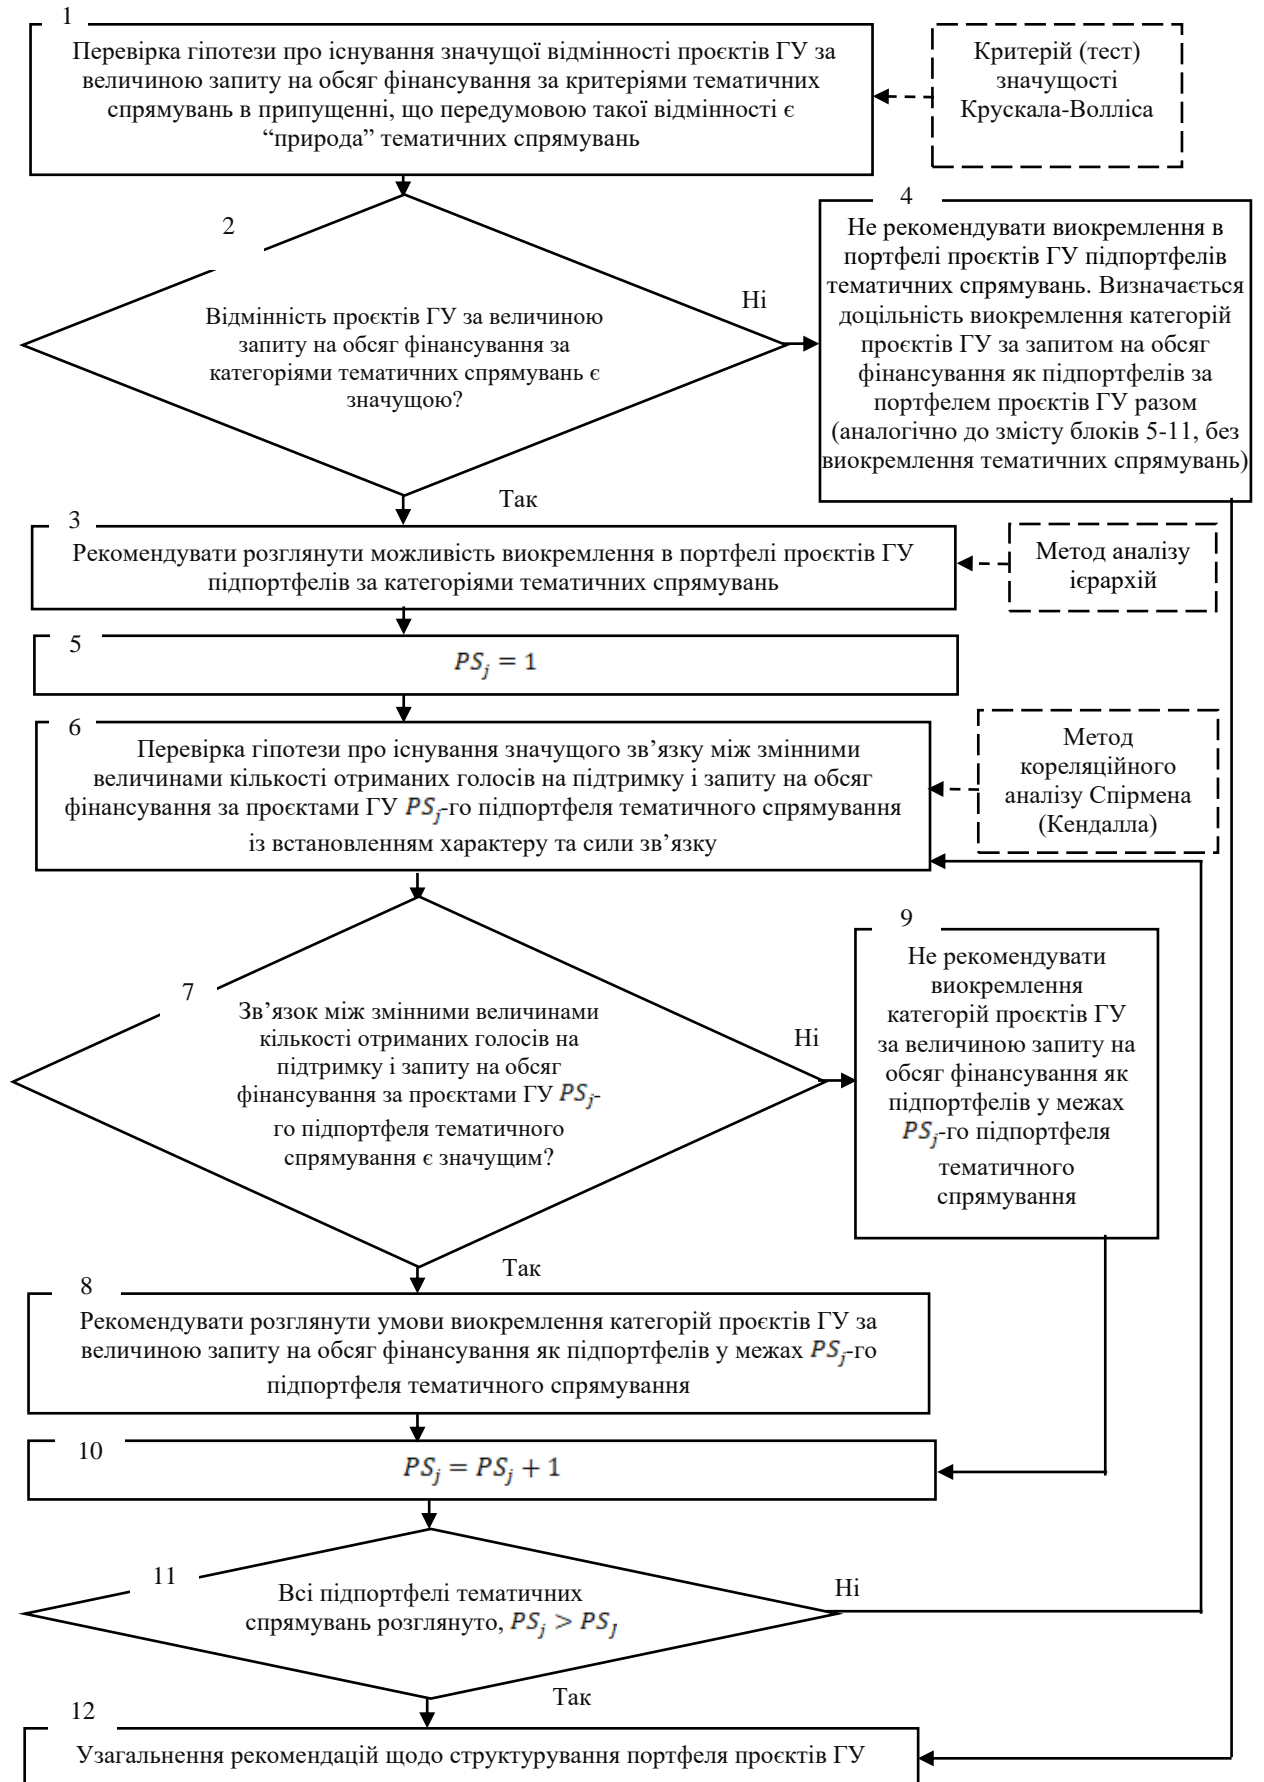 1
Перевірка гіпотези про існування значущої відмінності проєктів ГУ за
величиною запиту на обсяг фінансування за критеріями тематичних
спрямувань в припущенні, що передумовою такої відмінності є
“природа” тематичних спрямувань
Критерій (тест)
значущості
Крускала-Волліса
2
Відмінність проєктів ГУ за величиною
запиту на обсяг фінансування за
категоріями тематичних спрямувань є
значущою?
Ні
4
Не рекомендувати виокремлення в
портфелі проєктів ГУ підпортфелів
тематичних спрямувань. Визначається
доцільність виокремлення категорій
проєктів ГУ за запитом на обсяг
фінансування як підпортфелів за
портфелем проєктів ГУ разом
(аналогічно до змісту блоків 5-11, без
виокремлення тематичних спрямувань)
Так
3
Рекомендувати розглянути можливість виокремлення в портфелі проєктів ГУ
підпортфелів за категоріями тематичних спрямувань
Метод аналізу
ієрархій
5
PS_j = 1
6
Перевірка гіпотези про існування значущого зв’язку між змінними
величинами кількості отриманих голосів на підтримку і запиту на обсяг
фінансування за проєктами ГУ PS_j-го підпортфеля тематичного спрямування
із встановленням характеру та сили зв’язку
Метод
кореляційного
аналізу Спірмена
(Кендалла)
7
Зв’язок між змінними величинами
кількості отриманих голосів на
підтримку і запиту на обсяг
фінансування за проєктами ГУ PS_j-
го підпортфеля тематичного
спрямування є значущим?
Ні
9
Не рекомендувати
виокремлення
категорій проєктів ГУ
за величиною запиту на
обсяг фінансування як
підпортфелів у межах
PS_j-го підпортфеля
тематичного
спрямування
Так
8
Рекомендувати розглянути умови виокремлення категорій проєктів ГУ за
величиною запиту на обсяг фінансування як підпортфелів у межах PS_j-го
підпортфеля тематичного спрямування
10
PS_j = PS_j + 1
11
Всі підпортфелі тематичних
спрямувань розглянуто, PS_j > PS_J
Ні
Так
12
Узагальнення рекомендацій щодо структурування портфеля проєктів ГУ